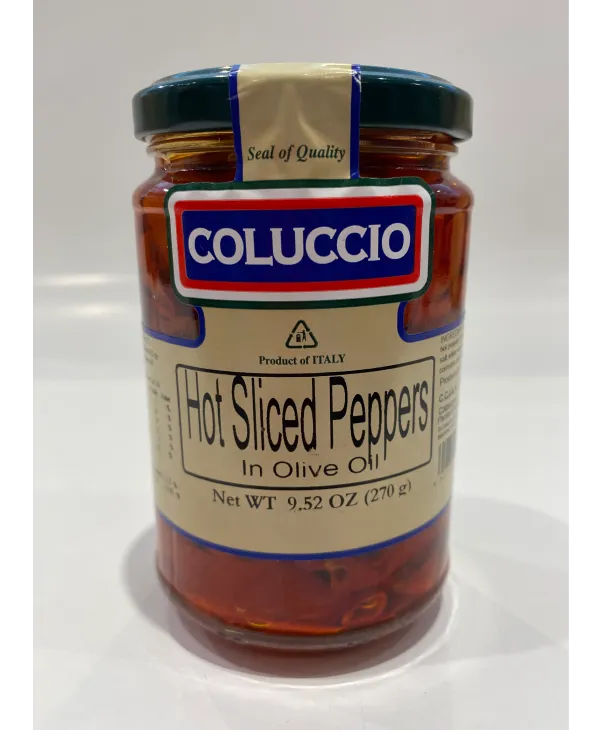 Seal of Quality
COLUCCIO
Product of ITALY
Hot Sliced Peppers
In Olive Oil
Net WT 9.52 OZ (270 g)